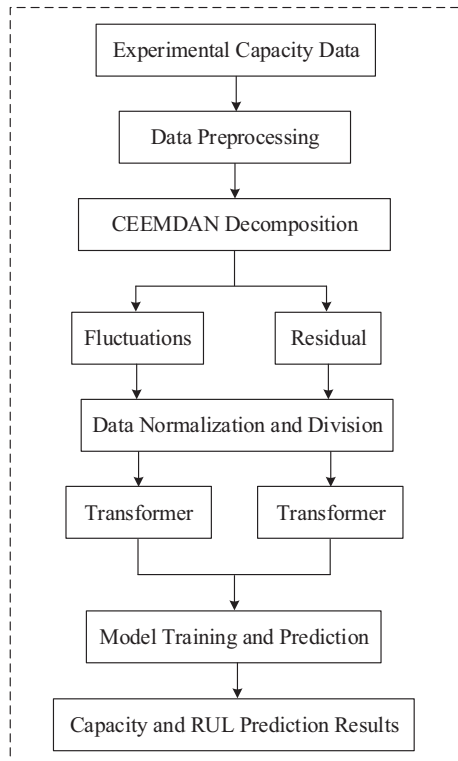 Experimental Capacity Data
Data Preprocessing
CEEMDAN Decomposition
Fluctuations
Residual
Data Normalization and Division
Transformer
Transformer
Model Training and Prediction
Capacity and RUL Prediction Results